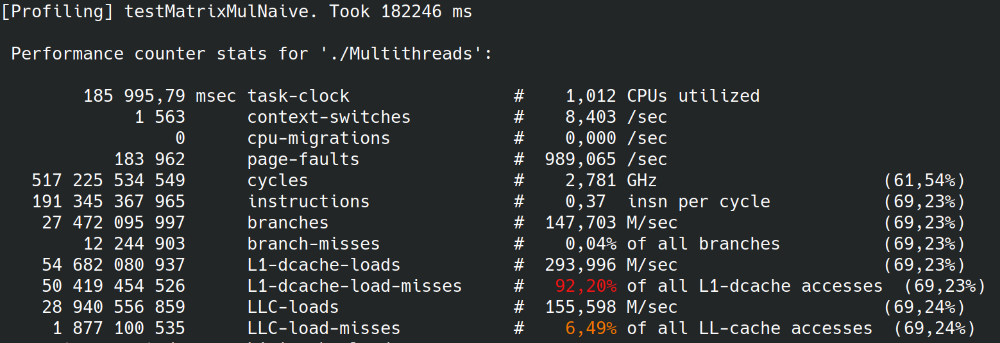 [Profiling] testMatrixMulNaive. Took 182246 ms
Performance counter stats for './Multithreads':
185 995,79 msec task-clock # 1,012 CPUs utilized
1 563 context-switches # 8,403 /sec
0 cpu-migrations # 0,000 /sec
183 962 page-faults # 989,065 /sec
517 225 534 549 cycles # 2,781 GHz (61,54%)
191 345 367 965 instructions # 0,37 insn per cycle (69,23%)
27 472 095 997 branches # 147,703 M/sec (69,23%)
12 244 903 branch-misses # 0,04% of all branches (69,23%)
54 682 080 937 L1-dcache-loads # 293,996 M/sec (69,23%)
50 419 454 526 L1-dcache-load-misses # 92,20% of all L1-dcache accesses (69,23%)
28 940 556 859 LLC-loads # 155,598 M/sec (69,24%)
1 877 100 535 LLC-load-misses # 6,49% of all LL-cache accesses (69,24%)